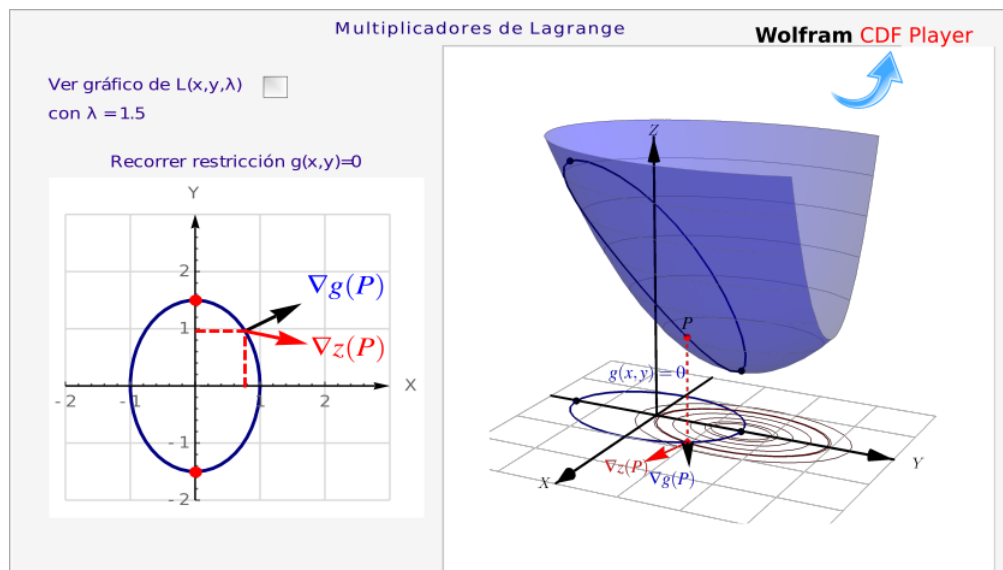 Multiplicadores de Lagrange
Wolfram CDF Player
Ver gráfico de L(x,y,λ)
con λ = 1.5
Recorrer restricción g(x,y)=0
Y
2
1
-1
-2
-2
-1
1
2
X
∇g(P)
∇z(P)
Z
P
g(x, y) = 0
∇z(P)
∇g(P)
X
Y